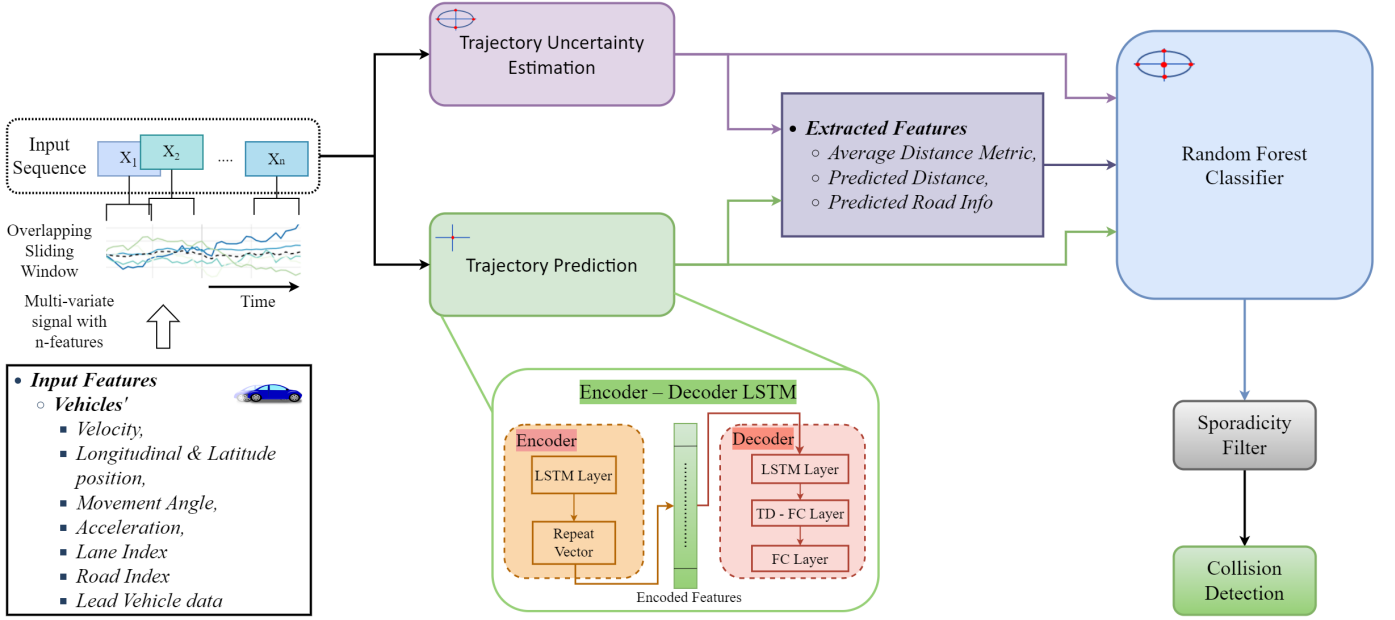 Trajectory Uncertainty
Estimation
Input
Sequence
X1
X2
....
Xn
Overlapping
Sliding
Window
Time
Multi-variate
signal with
n-features
• Input Features
○ Vehicles'
▪ Velocity,
▪ Longitudinal & Latitude
position,
▪ Movement Angle,
▪ Acceleration,
▪ Lane Index
▪ Road Index
▪ Lead Vehicle data
Trajectory Prediction
• Extracted Features
○ Average Distance Metric,
○ Predicted Distance,
○ Predicted Road Info
Random Forest
Classifier
Encoder – Decoder LSTM
Encoder
LSTM Layer
Repeat
Vector
Encoded Features
Decoder
LSTM Layer
TD - FC Layer
FC Layer
Sporadicity
Filter
Collision
Detection